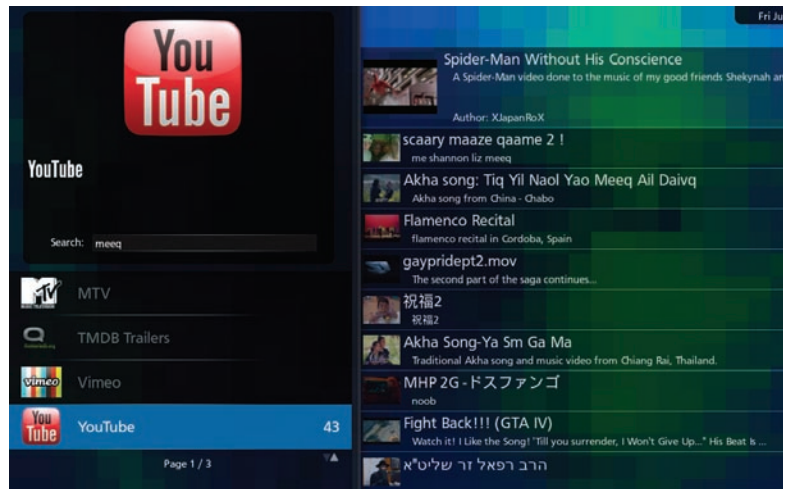 You
Tube
YouTube
Search: meeq
MTV
MUSIC TELEVISION
TMDB Trailers
vimeo
Vimeo
You
Tube
YouTube 43
Page 1 / 3
Fri Ju
Spider-Man Without His Conscience
A Spider-Man video done to the music of my good friends Shekynah an
Author: XJapanRoX
scaary maaze qaame 2 !
me shannon liz meeq
Akha song: Tiq Yil Naol Yao Meeq Ail Daivq
Akha song from China - Chabo
Flamenco Recital
flamenco recital in Cordoba, Spain
gaypridept2.mov
The second part of the saga continues...
祝福2
祝福2
Akha Song-Ya Sm Ga Ma
Traditional Akha song and music video from Chiang Rai, Thailand.
MHP 2G -ドスファンゴ
noob
Fight Back!!! (GTA IV)
Watch it! I Like the Song! 'Till you surrender, I Won't Give Up..." His Beat Is ...
הרב רפאל זר שליט"א